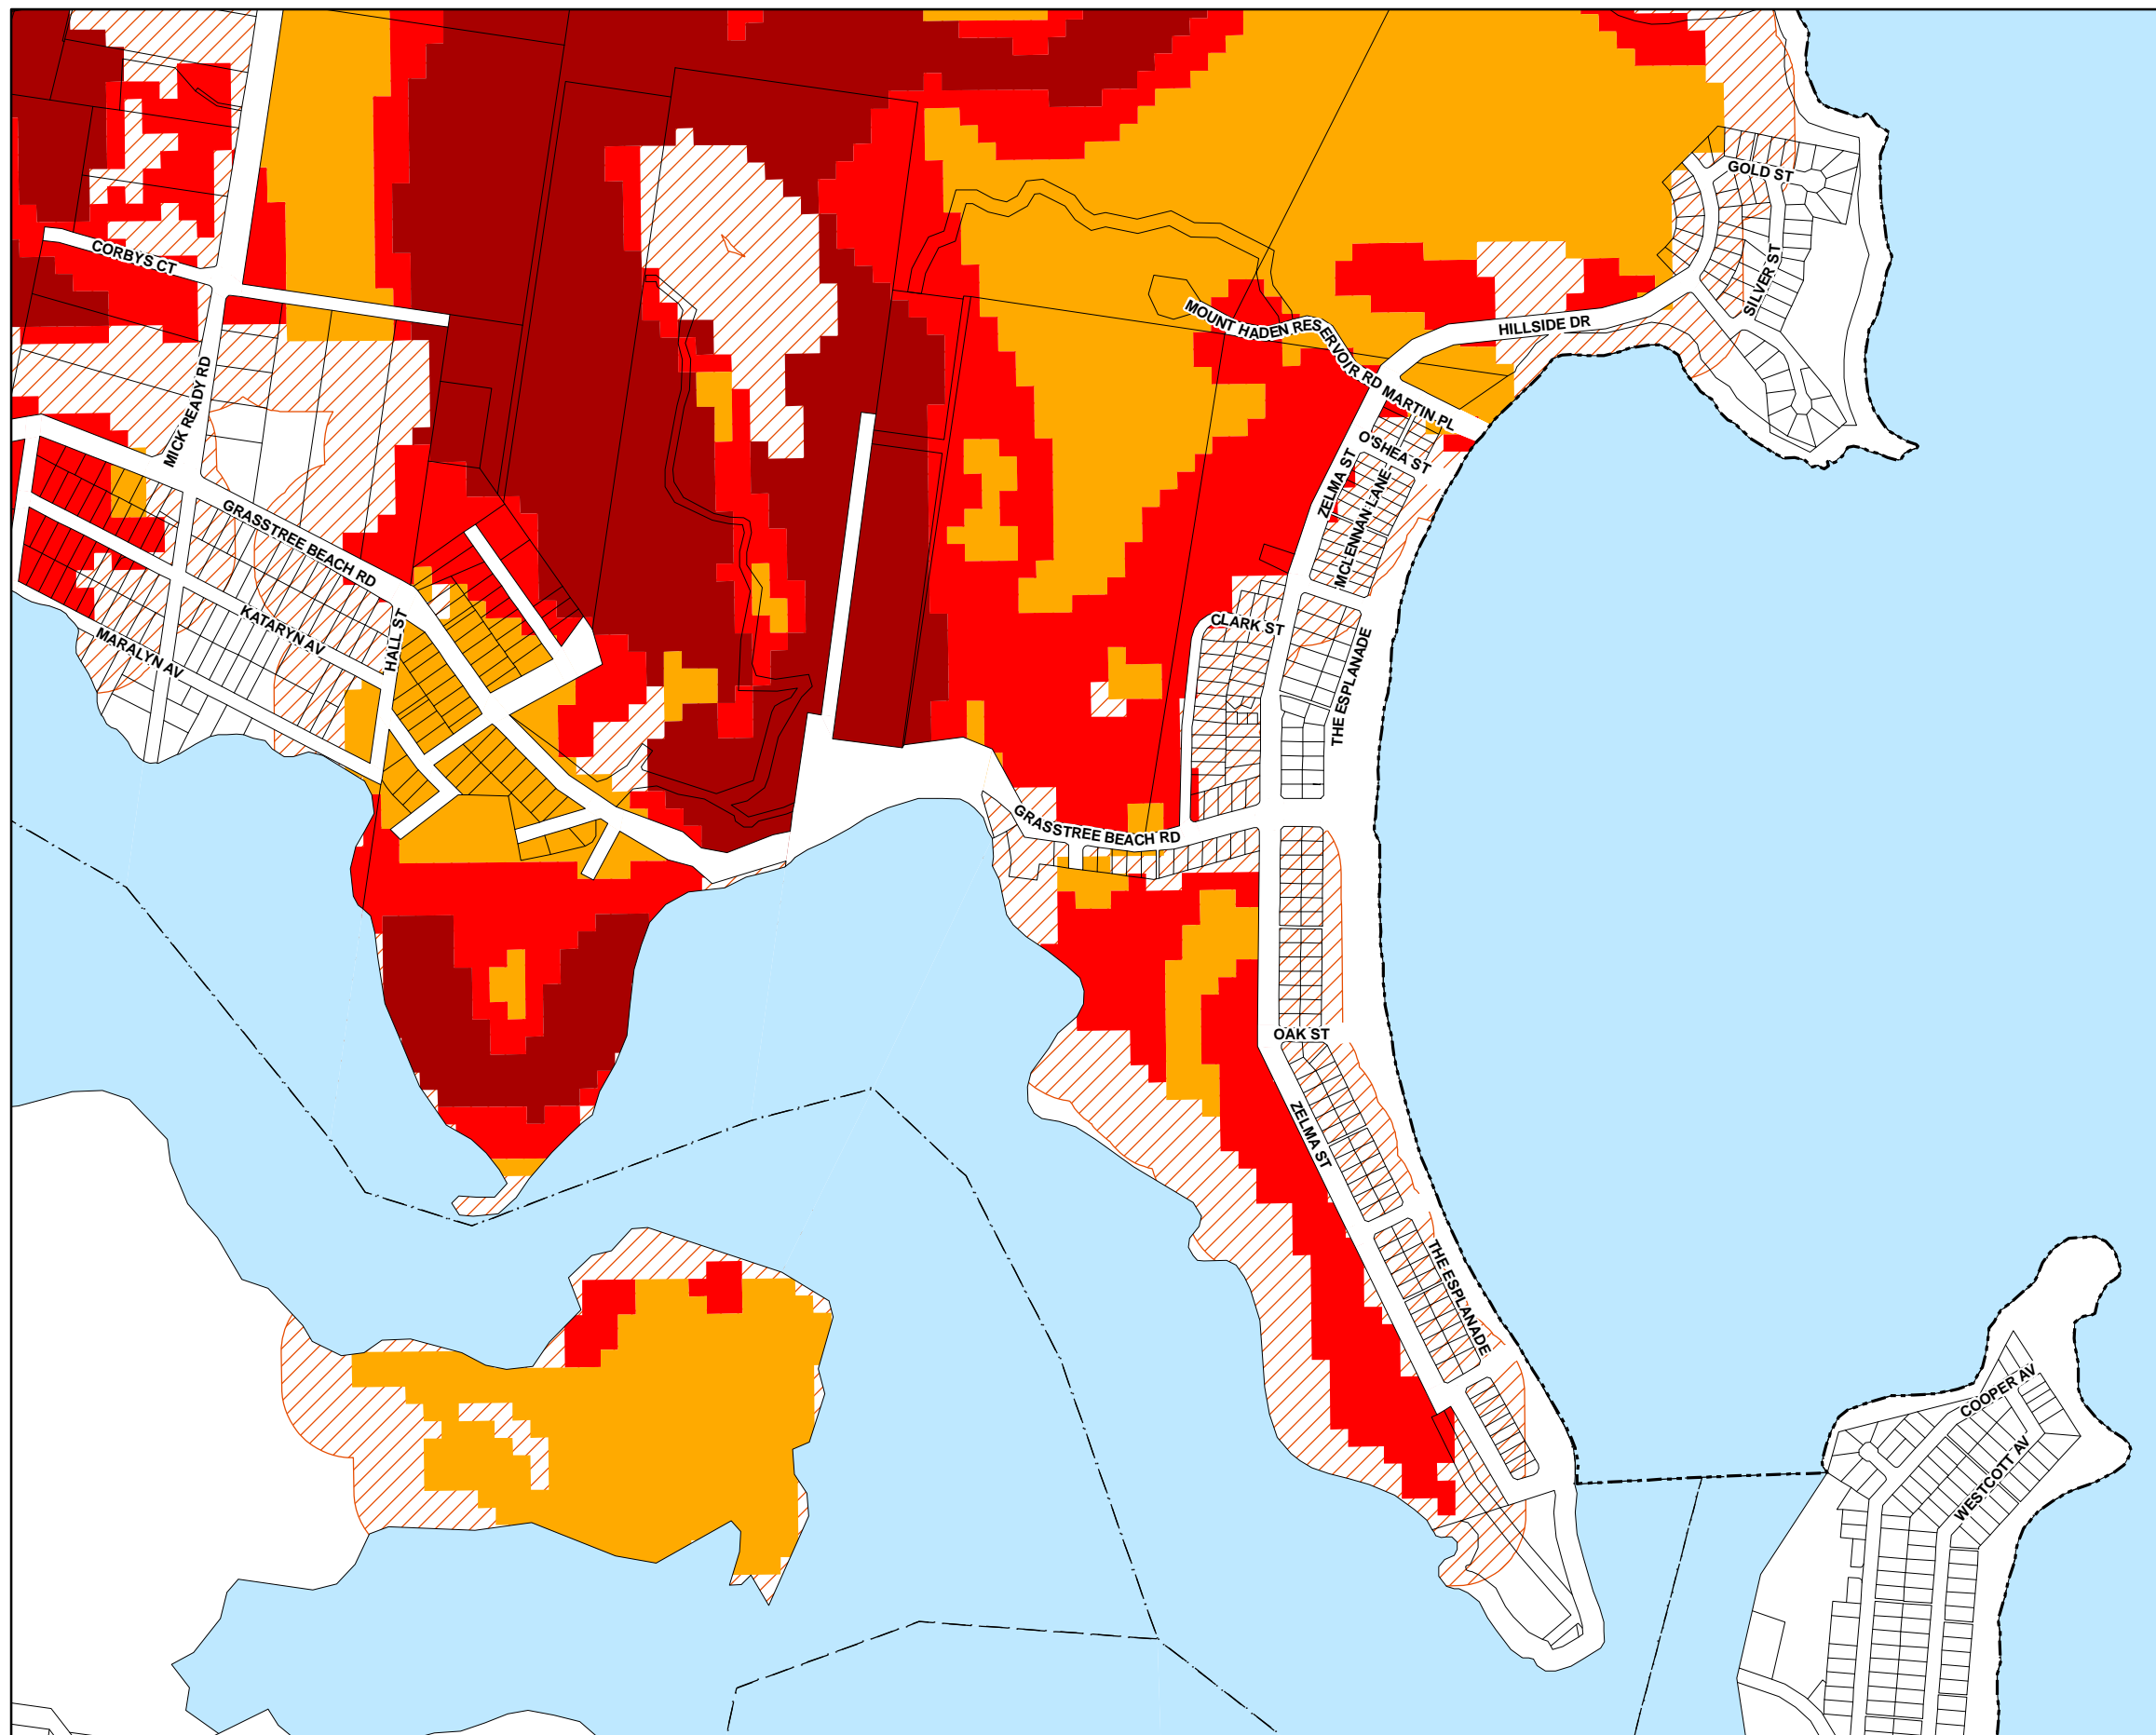 GOLD ST
CORBYS CT
SILVER ST
MOUNT HADEN RESERVOIR RD
HILLSIDE DR
MICK READY RD
MARTIN PL
O'SHEA ST
ZELMA ST
MCLENNAN LANE
GRASSTREE BEACH RD
KATARYN AV
HALL ST
MARALYN AV
CLARK ST
THE ESPLANADE
GRASSTREE BEACH RD
OAK ST
ZELMA ST
THE ESPLANADE
COOPER AV
WESTCOTT AV